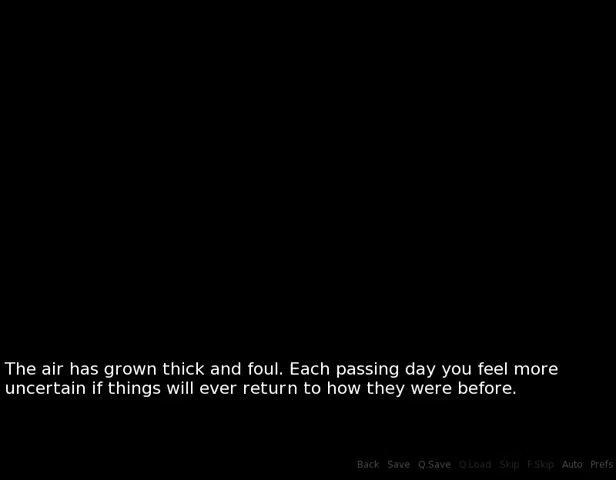 The air has grown thick and foul. Each passing day you feel more
uncertain if things will ever return to how they were before.
Back Save Q.Save Q.Load Skip F.Skip Auto Prefs